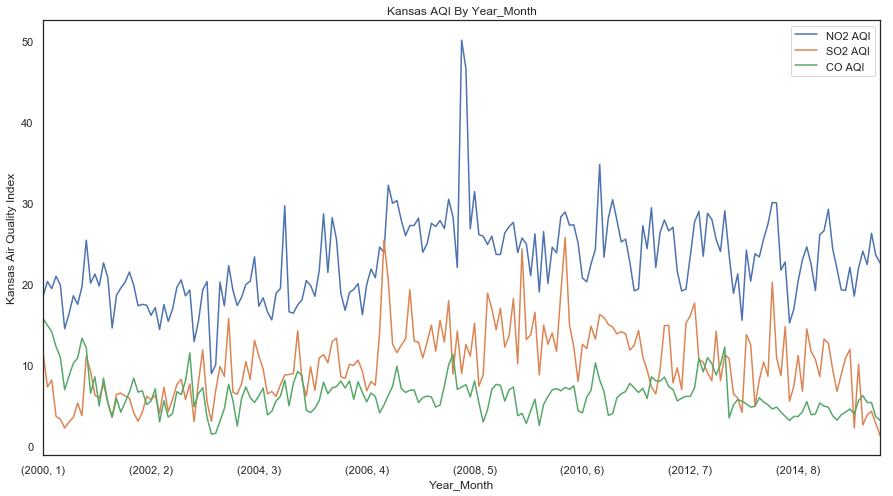 Kansas AQI By Year_Month
NO2 AQI
SO2 AQI
CO AQI
Kansas Air Quality Index
50
40
30
20
10
0
(2000, 1)
(2002, 2)
(2004, 3)
(2006, 4)
(2008, 5)
(2010, 6)
(2012, 7)
(2014, 8)
Year_Month